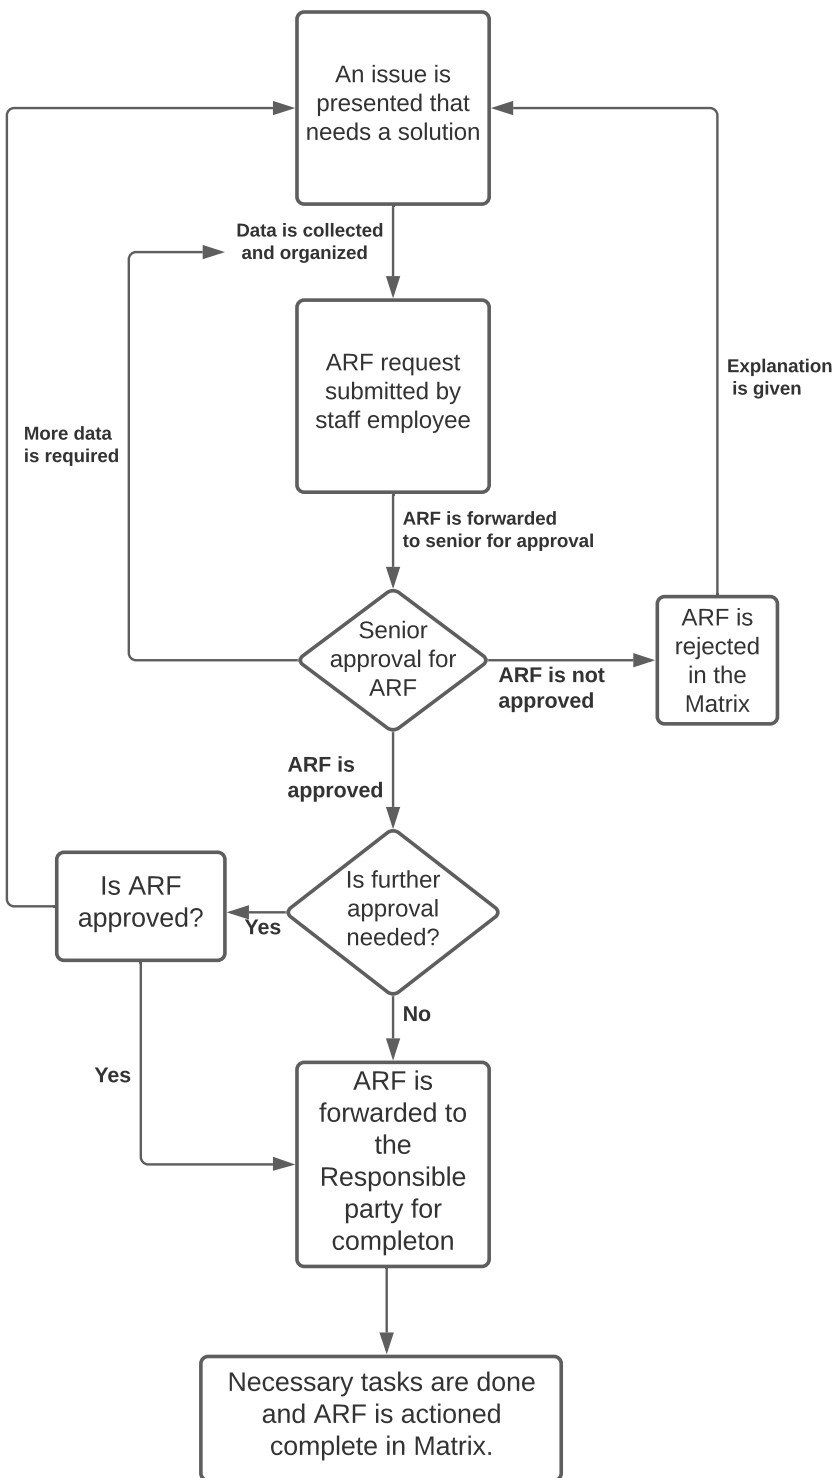 An issue is
presented that
needs a solution
Data is collected
and organized
ARF request
submitted by
staff employee
Explanation
is given
More data
is required
ARF is forwarded
to senior for approval
Senior
approval for
ARF
ARF is not
approved
ARF is
rejected
in the
Matrix
ARF is
approved
Is further
approval
needed?
Yes
Is ARF
approved?
No
Yes
ARF is
forwarded to
the
Responsible
party for
completon
Necessary tasks are done
and ARF is actioned
complete in Matrix.